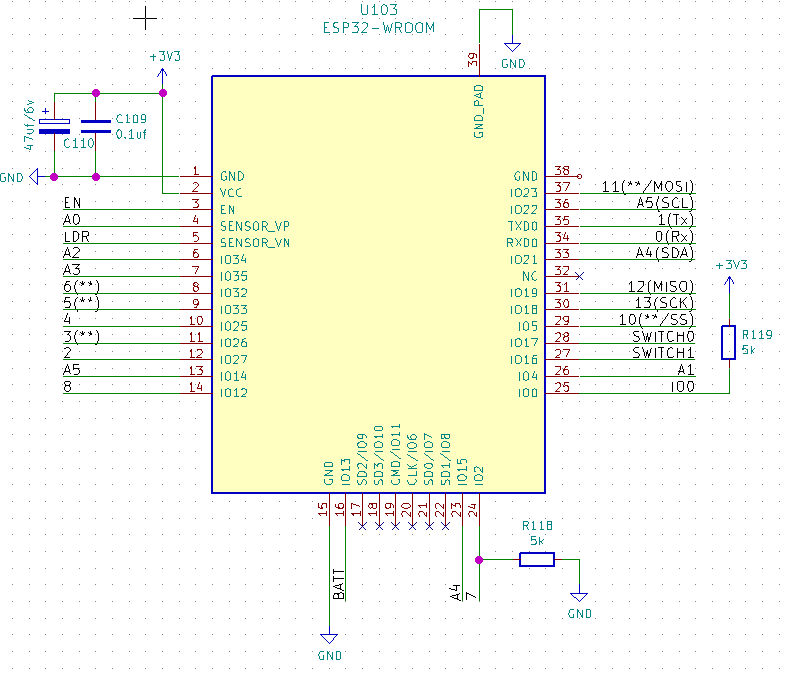 U103
ESP32-WROOM
+3V3
39
GND
GND_PAD
47uf/6v
+
C109
0.1uf
C110
GND
1 GND
2 VCC
EN 3 EN
A0 4 SENSOR_VP
LDR 5 SENSOR_VN
A2 6 IO34
A3 7 IO35
6(**) 8 IO32
5(**) 9 IO33
4 10 IO25
3(**) 11 IO26
2 12 IO27
A5 13 IO14
8 14 IO12
GND 38
IO23 37 11(**/MOSI)
IO22 36 A5(SCL)
TXD0 35 1(Tx)
RXD0 34 0(Rx)
IO21 33 A4(SDA)
NC 32
IO19 31 12(MISO)
IO18 30 13(SCK)
IO5 29 10(**/SS)
IO17 28 SWITCH0
IO16 27 SWITCH1
IO4 26 A1
IO0 25 IO0
+3V3
R119
5k
GND 15
IO13 16 BATT
SD2/IO9 17
SD3/IO10 18
CMD/IO11 19
CLK/IO6 20
SD0/IO7 21
SD1/IO8 22
IO15 23 A4
IO2 24 7
R118
5k
GND
GND